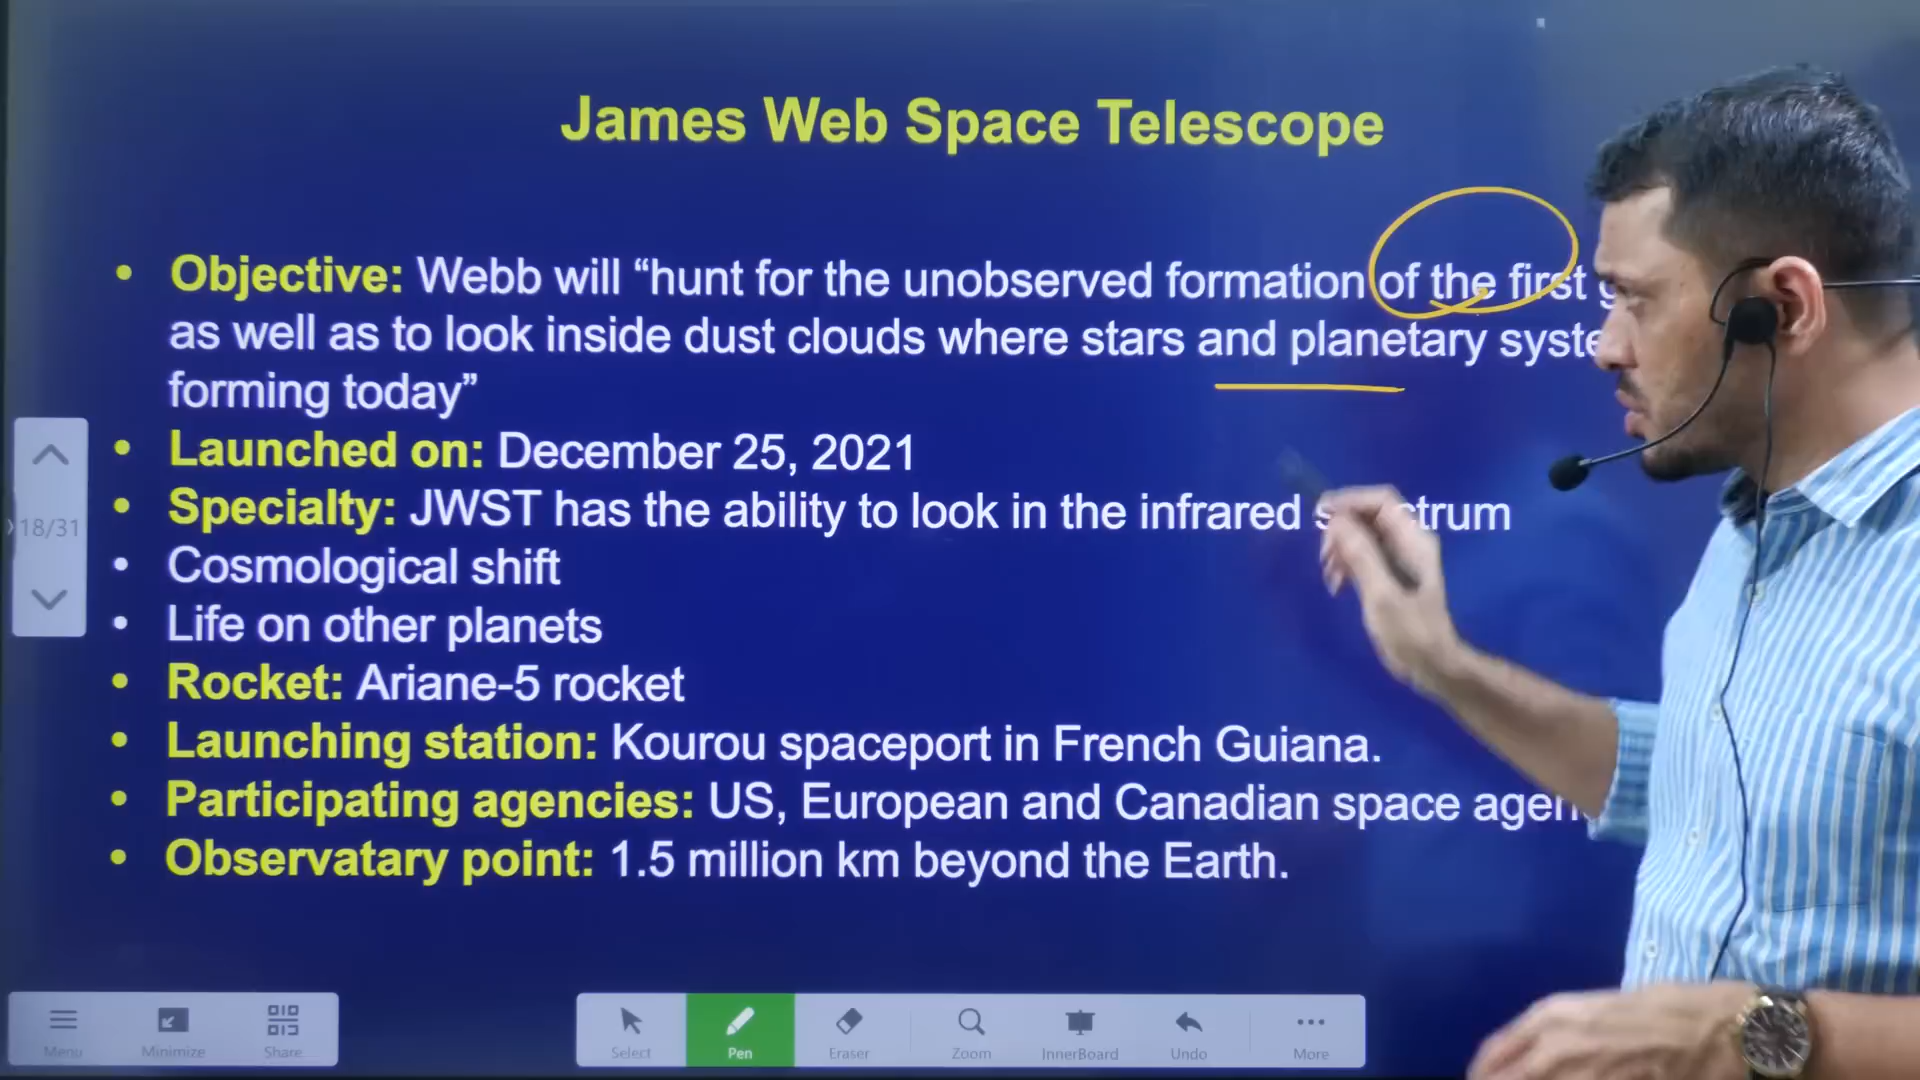 James Web Space Telescope
• Objective: Webb will “hunt for the unobserved formation of the first
as well as to look inside dust clouds where stars and planetary
forming today”
• Launched on: December 25, 2021
• Specialty: JWST has the ability to look in the infrared
• Cosmological shift
• Life on other planets
• Rocket: Ariane-5 rocket
• Launching station: Kourou spaceport in French Guiana.
• Participating agencies: US, European and Canadian space
• Observatary point: 1.5 million km beyond the Earth.
18/31
Menu Minimize Share Select Pen Eraser Zoom InnerBoard Undo More